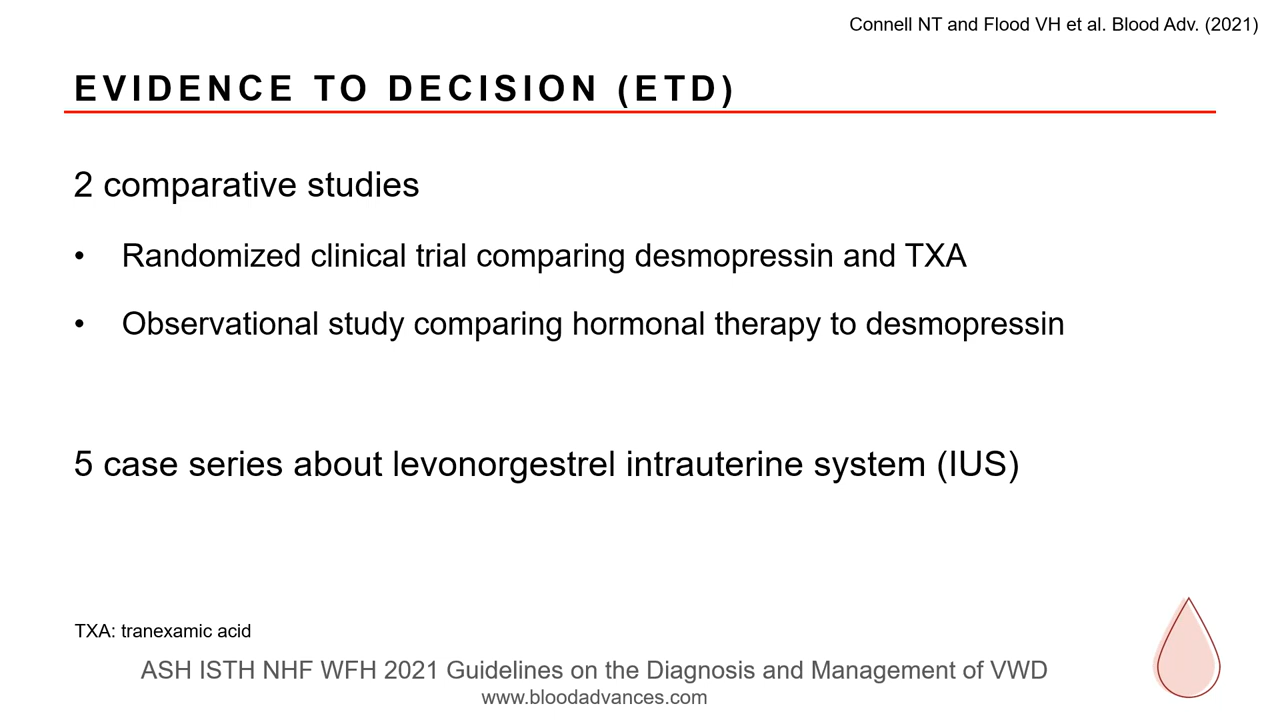 Connell NT and Flood VH et al. Blood Adv. (2021)
EVIDENCE TO DECISION (ETD)
2 comparative studies
• Randomized clinical trial comparing desmopressin and TXA
• Observational study comparing hormonal therapy to desmopressin
5 case series about levonorgestrel intrauterine system (IUS)
TXA: tranexamic acid
ASH ISTH NHF WFH 2021 Guidelines on the Diagnosis and Management of VWD
www.bloodadvances.com